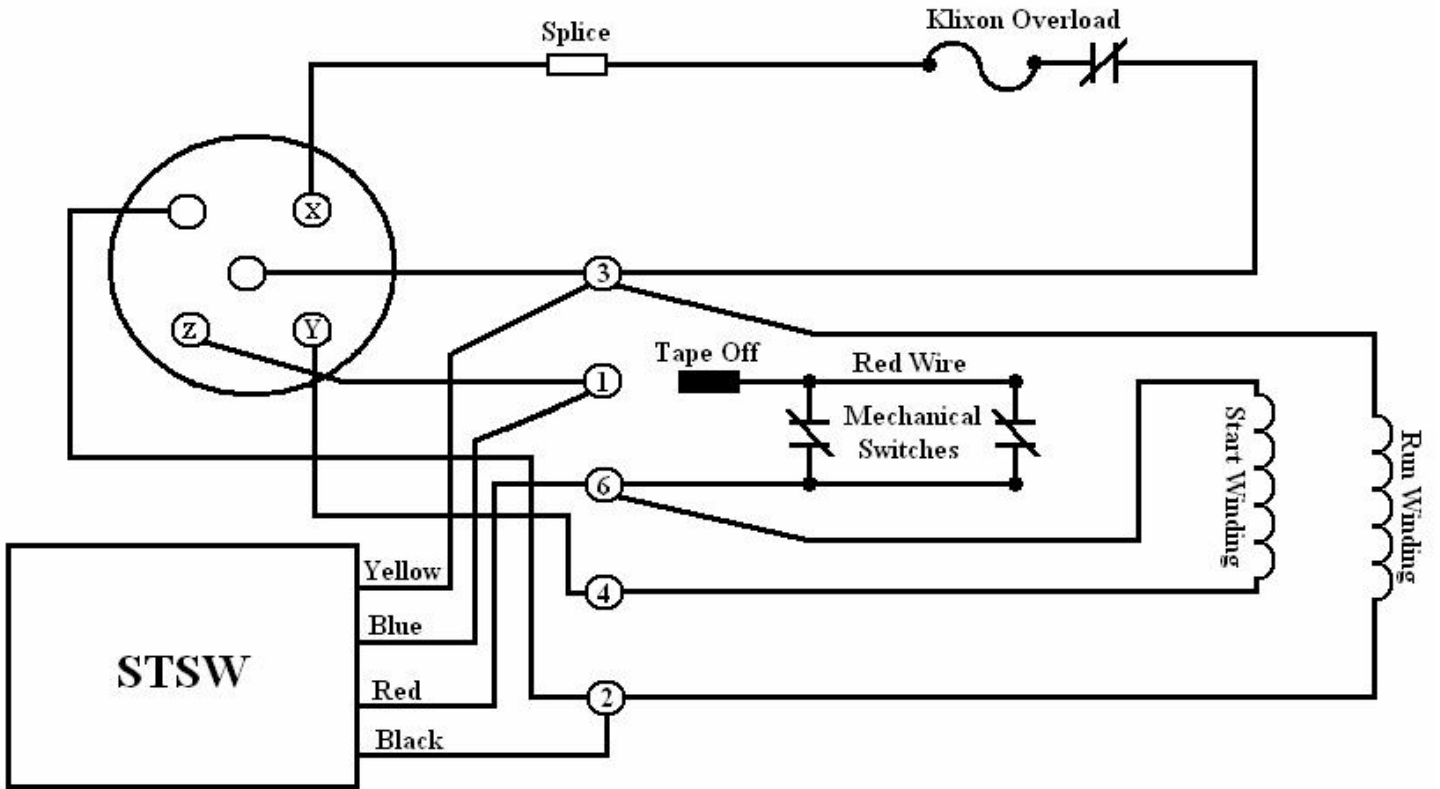 Klixon Overload
Splice
X
3
Z
Y
Tape Off
Red Wire
1
Mechanical
Switches
Start Winding
Run Winding
6
Yellow
4
Blue
STSW
Red
2
Black